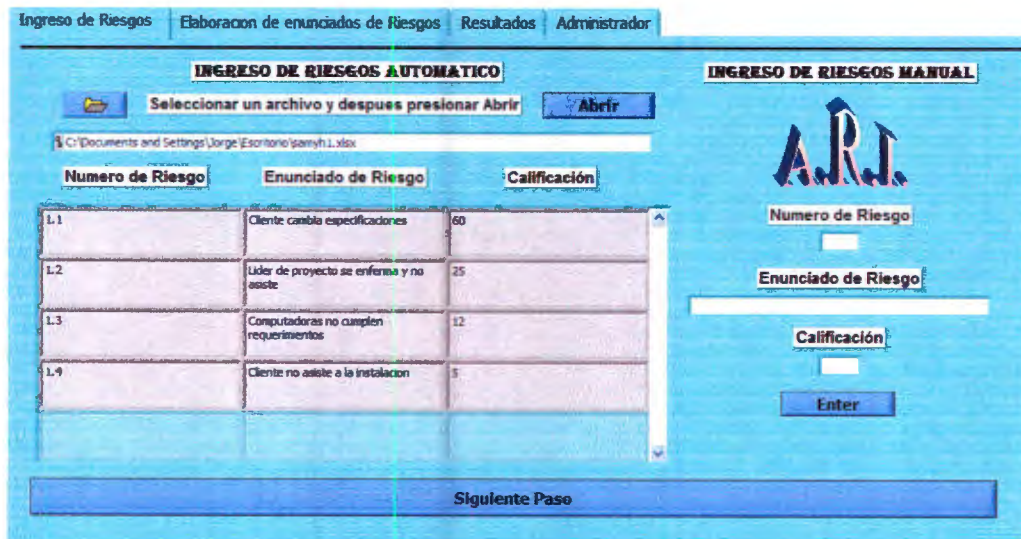 Ingreso de Riesgos
Elaboracion de enunciados de Riesgos
Resultados
Administrador
INGRESO DE RIESGOS AUTOMATICO
Seleccionar un archivo y despues presionar Abrir
Abrir
C:\Documents and Settings\Jorge\Escritorio\samyh1.xlsx
Numero de Riesgo
Enunciado de Riesgo
Calificación
1.1
Cliente cambia especificaciones
60
1.2
Lider de proyecto se enferma y no
asiste
25
1.3
Computadoras no cumplen
requerimientos
12
1.4
Cliente no asiste a la instalacion
5
INGRESO DE RIESGOS MANUAL
A.R.I.
Numero de Riesgo
Enunciado de Riesgo
Calificación
Enter
Siguiente Paso